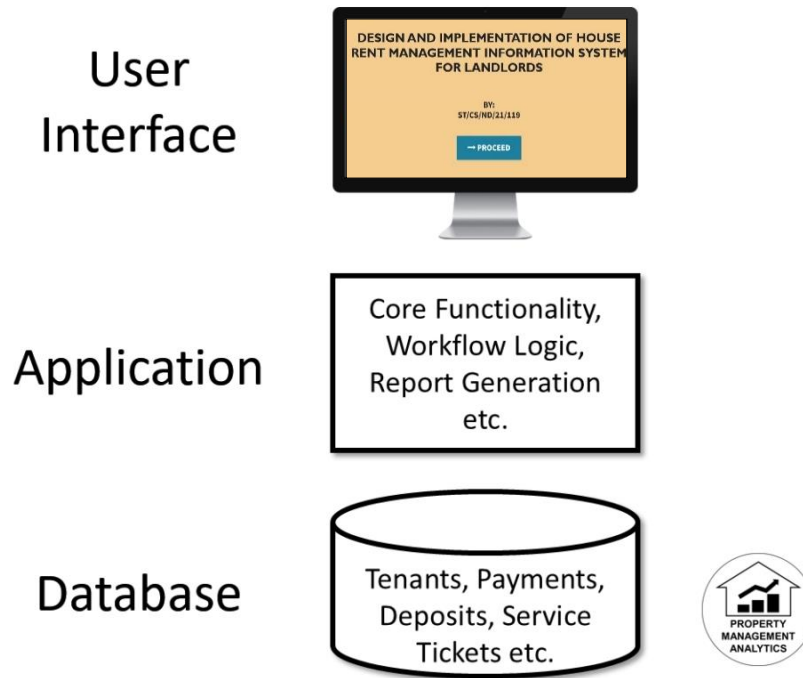 User
Interface
DESIGN AND IMPLEMENTATION OF HOUSE
RENT MANAGEMENT INFORMATION SYSTEM
FOR LANDLORDS
BY:
ST/CS/ND/21/119
→ PROCEED
Application
Core Functionality,
Workflow Logic,
Report Generation
etc.
Database
Tenants, Payments,
Deposits, Service
Tickets etc.
PROPERTY
MANAGEMENT
ANALYTICS